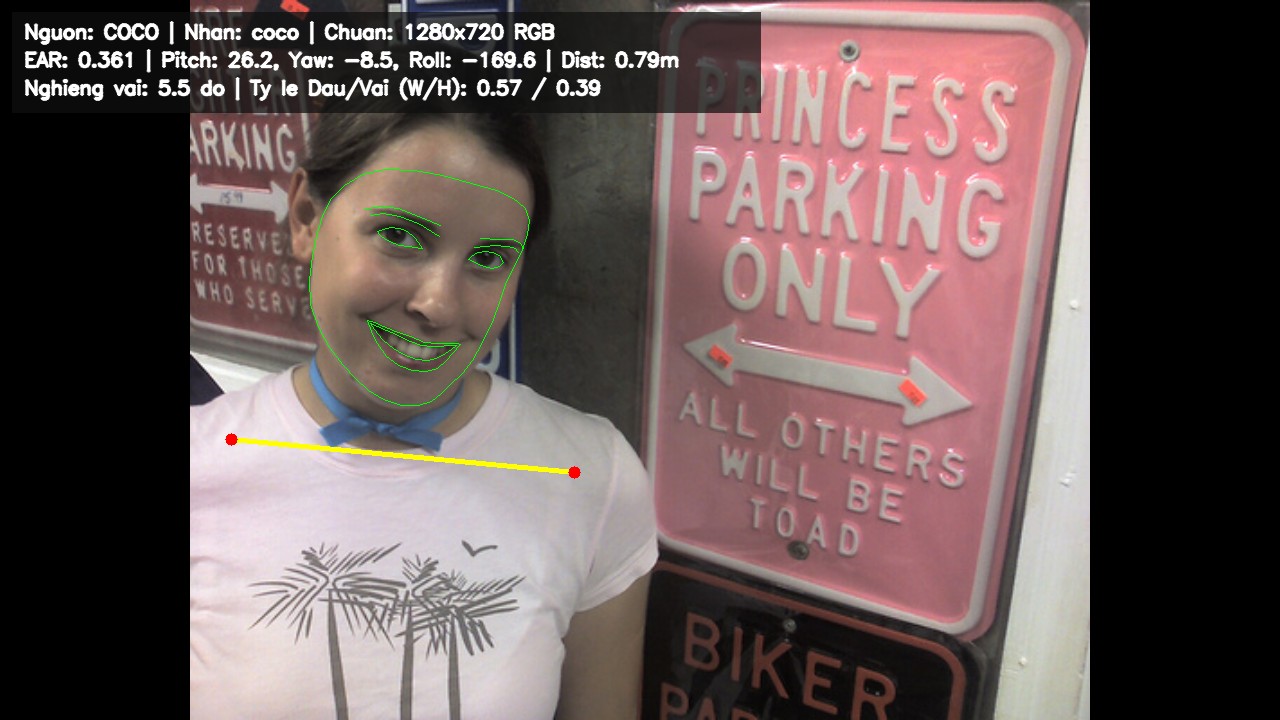 Nguon: COCO | Nhan: coco | Chuan: 1280x720 RGB
EAR: 0.361 | Pitch: 26.2, Yaw: -8.5, Roll: -169.6 | Dist: 0.79m
Nghieng vai: 5.5 do | Ty le Dau/Vai (W/H): 0.57 / 0.39
PARKING
RESERVED
FOR THOSE
WHO SERVE
PRINCESS
PARKING
ONLY
ALL OTHERS
WILL BE
TOAD
BIKER